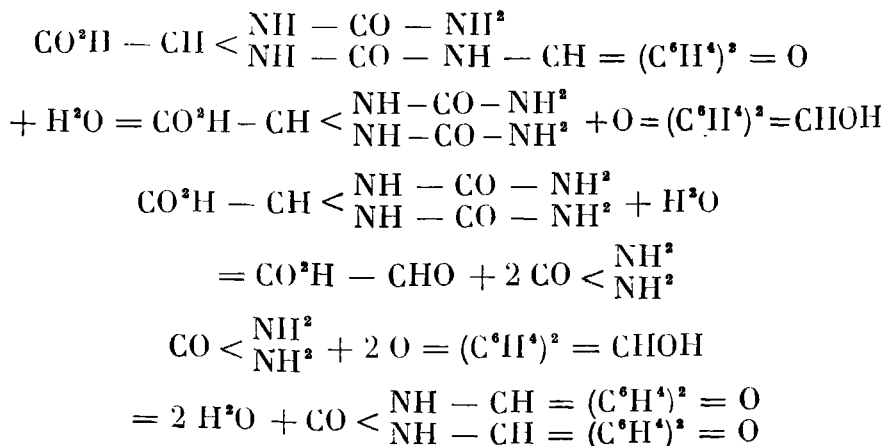 NH — CO — NH²
CO²H — CH < NH — CO — NH — CH = (C⁶H⁴)² = O
+ H²O = CO²H — CH < NH — CO — NH² + O = (C⁶H⁴)² = CHOH
NH — CO — NH²
CO²H — CH < NH — CO — NH² + H²O
NH — CO — NH²
= CO²H — CHO + 2 CO < NH²
NH²
CO < NH² + 2 O = (C⁶H⁴)² = CHOH
NH²
= 2 H²O + CO < NH — CH = (C⁶H⁴)² = O
NH — CH = (C⁶H⁴)² = O